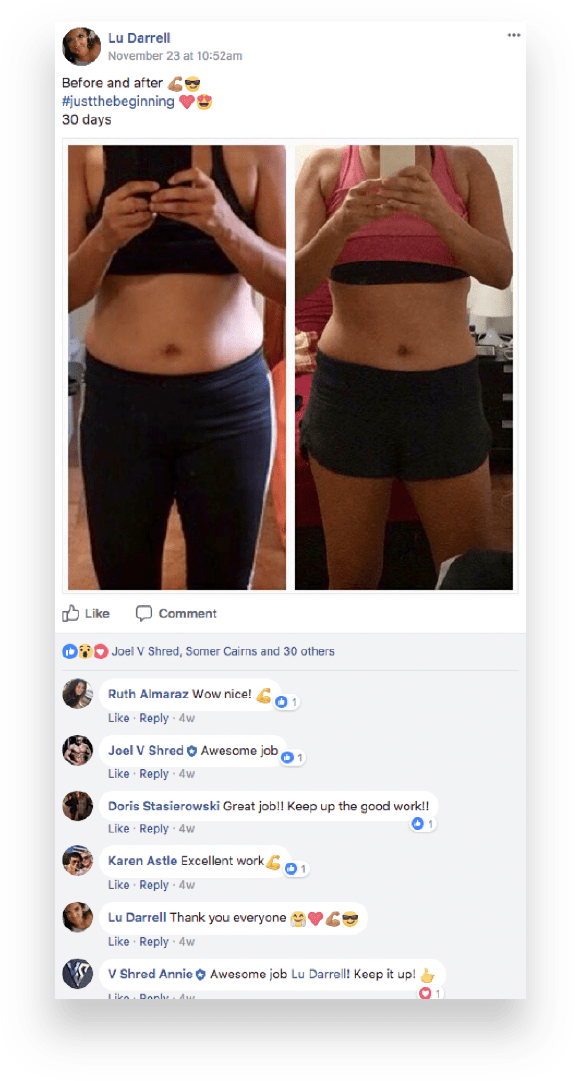 Lu Darrell
November 23 at 10:52am
Before and after 💪🏽😎
#justthebeginning ❤️😍
30 days
Like Comment
Joel V Shred, Somer Cairns and 30 others
Ruth Almaraz Wow nice! 💪 1
Like · Reply · 4w
Joel V Shred Awesome job 1
Like · Reply · 4w
Doris Stasierowski Great job!! Keep up the good work!! 1
Like · Reply · 4w
Karen Astle Excellent work 💪 1
Like · Reply · 4w
Lu Darrell Thank you everyone 🤗❤️💪🏽😎
Like · Reply · 4w
V Shred Annie Awesome job Lu Darrell! Keep it up! 👍 1
Like · Reply · 4w